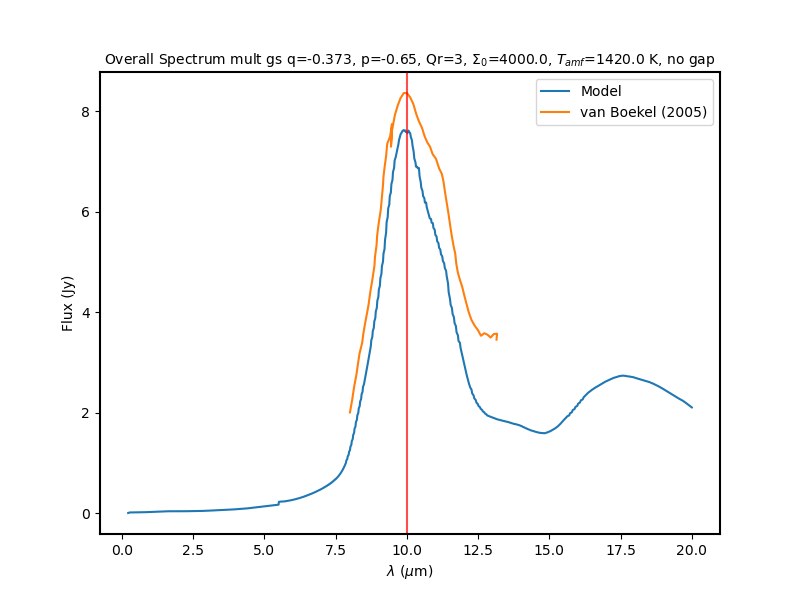 Overall Spectrum mult gs q=-0.373, p=-0.65, Qr=3, Σ₀=4000.0, T_amf=1420.0 K, no gap
Model
van Boekel (2005)
8
6
4
2
0
Flux (Jy)
0.0 2.5 5.0 7.5 10.0 12.5 15.0 17.5 20.0
λ (μm)